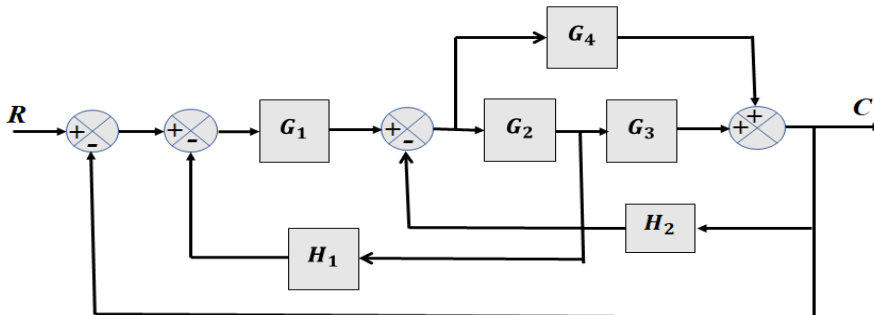 G₄
R + - + - G₁ + - G₂ G₃ + + C
H₂
H₁